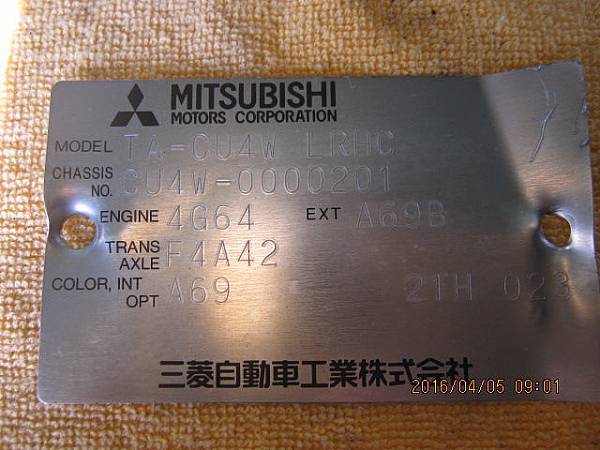 MITSUBISHI
MOTORS CORPORATION
MODEL TA-CU4W LRUC
CHASSIS NO. CU4W-0000201
ENGINE 4G64 EXT A69B
TRANS AXLE F4A42
COLOR, INT OPT A69 21H 023
三菱自動車工業株式会社
2016/04/05 09:01